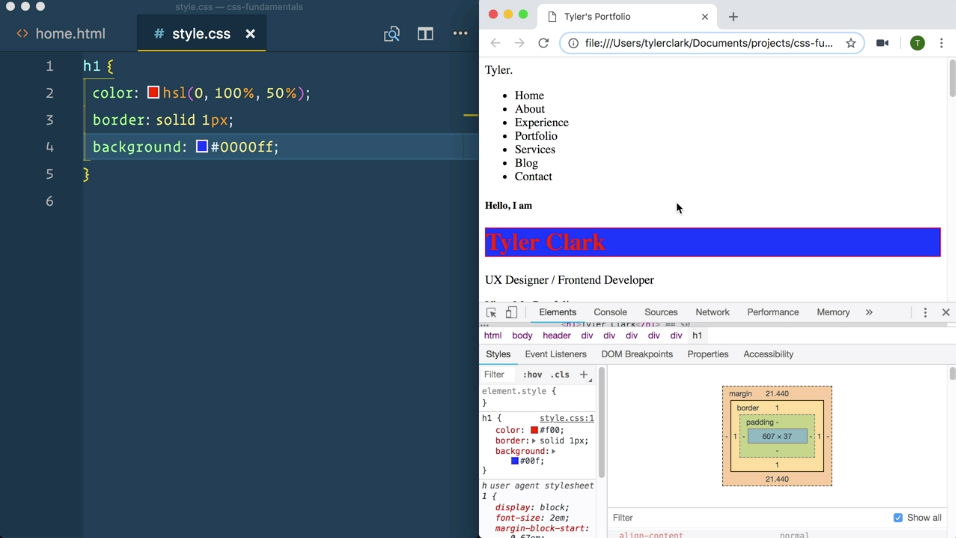 style.css — css-fundamentals
<> home.html
# style.css ×
1 h1 {
2 color: hsl(0, 100%, 50%);
3 border: solid 1px;
4 background: #0000ff;
5 }
6
Tyler's Portfolio
file:///Users/tylerclark/Documents/projects/css-fu...
T
Tyler.
• Home
• About
• Experience
• Portfolio
• Services
• Blog
• Contact
Hello, I am
Tyler Clark
UX Designer / Frontend Developer
Elements Console Sources Network Performance Memory »
<h1>Tyler Clark</h1> == $0
html body header div div div div div h1
Styles Event Listeners DOM Breakpoints Properties Accessibility
Filter :hov .cls +
element.style {
}
h1 { style.css:1
color: #f00;
border: solid 1px;
background:
#00f;
}
h user agent stylesheet
1 {
display: block;
font-size: 2em;
margin-block-start:
0.67em;
margin 21.440
border 1
padding -
- 1 - 607 × 37 - 1 -
-
1
21.440
Filter Show all
align-content normal